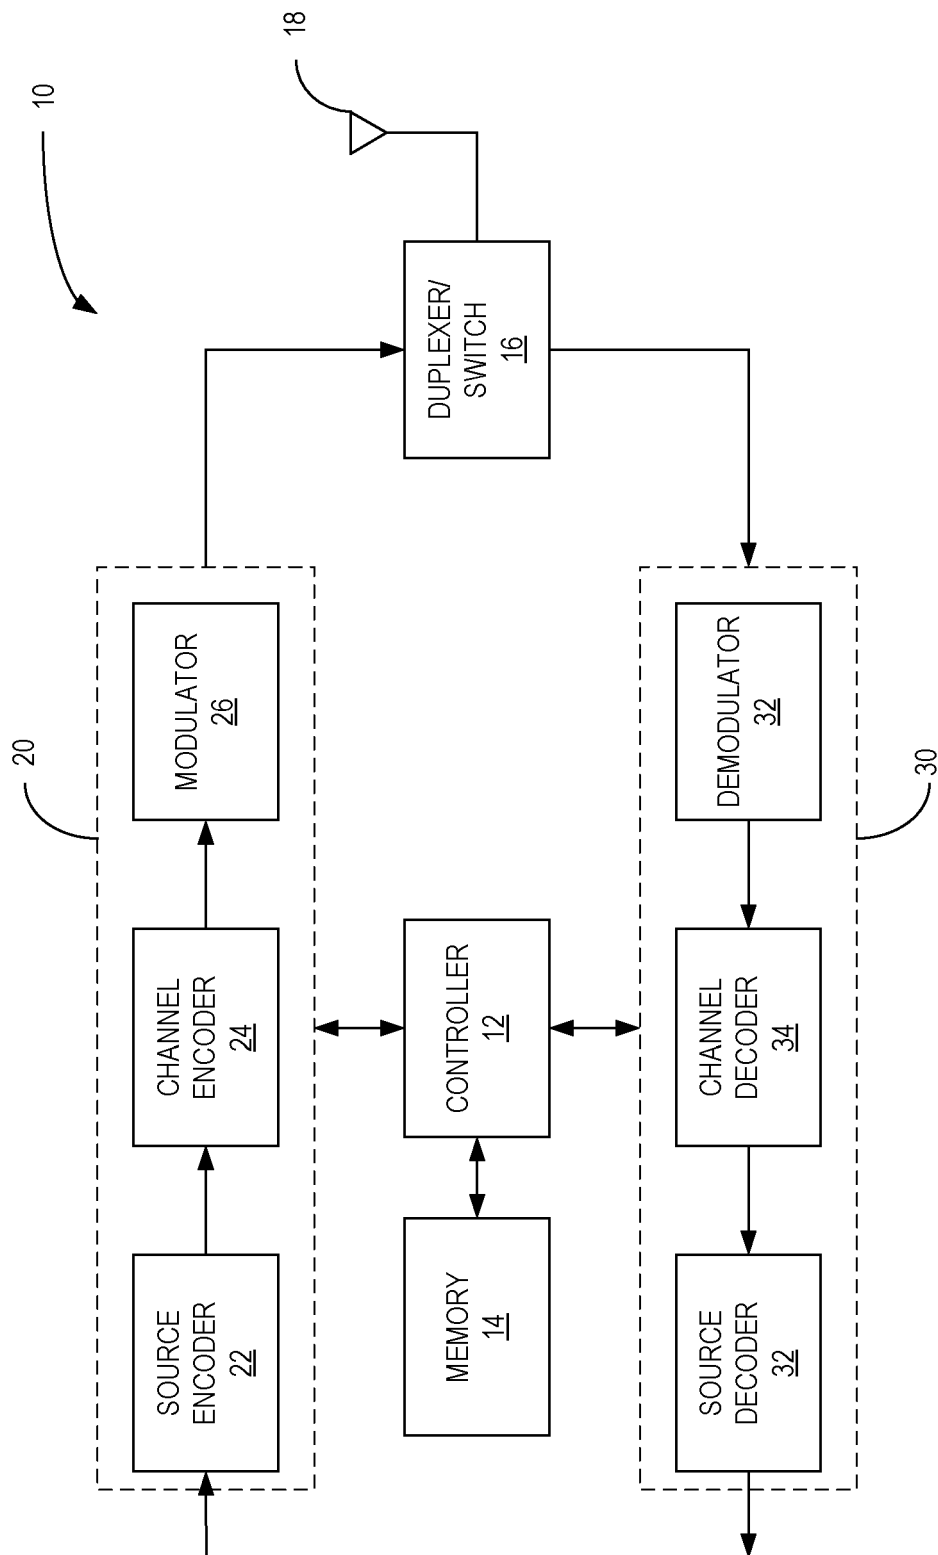 10
18
20
SOURCE
ENCODER
22
CHANNEL
ENCODER
24
MODULATOR
26
MEMORY
14
CONTROLLER
12
DUPLEXER/
SWITCH
16
SOURCE
DECODER
32
CHANNEL
DECODER
34
DEMODULATOR
32
30